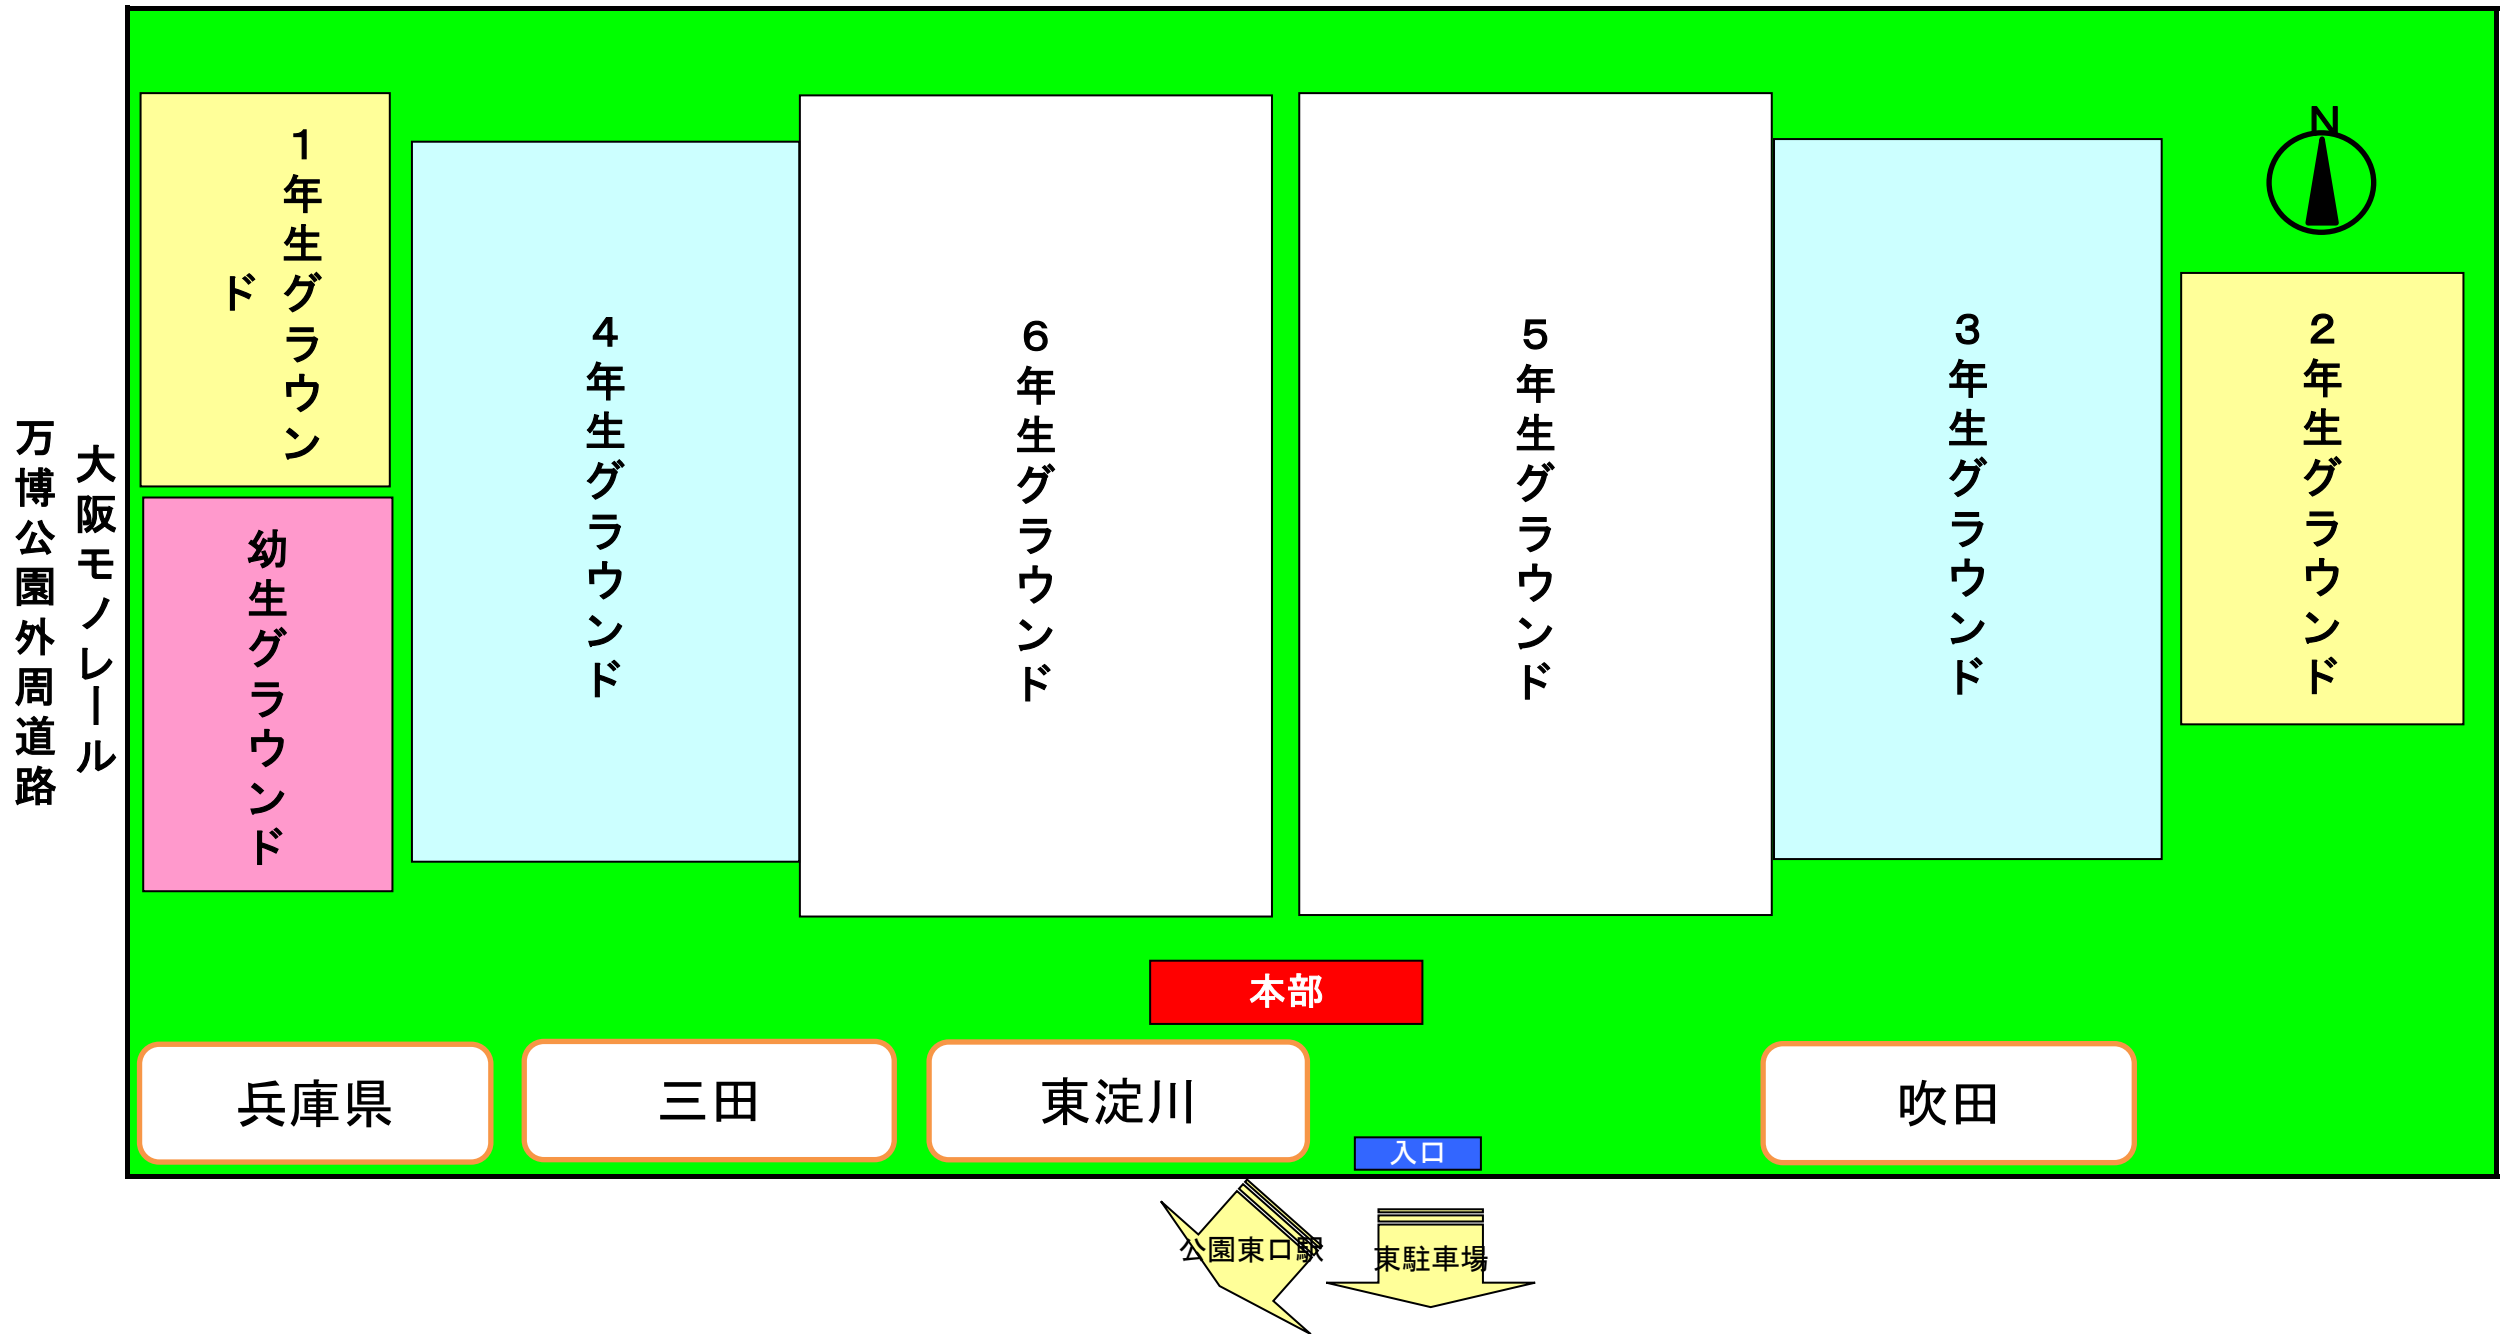 N
大阪モノレール
万博公園外周道路
1年生グラウン
ド
幼生グラウンド
4年生グラウンド
6年生グラウンド
5年生グラウンド
3年生グラウンド
2年生グラウンド
本部
兵庫県
三田
東淀川
吹田
入口
公園東口駅
東駐車場